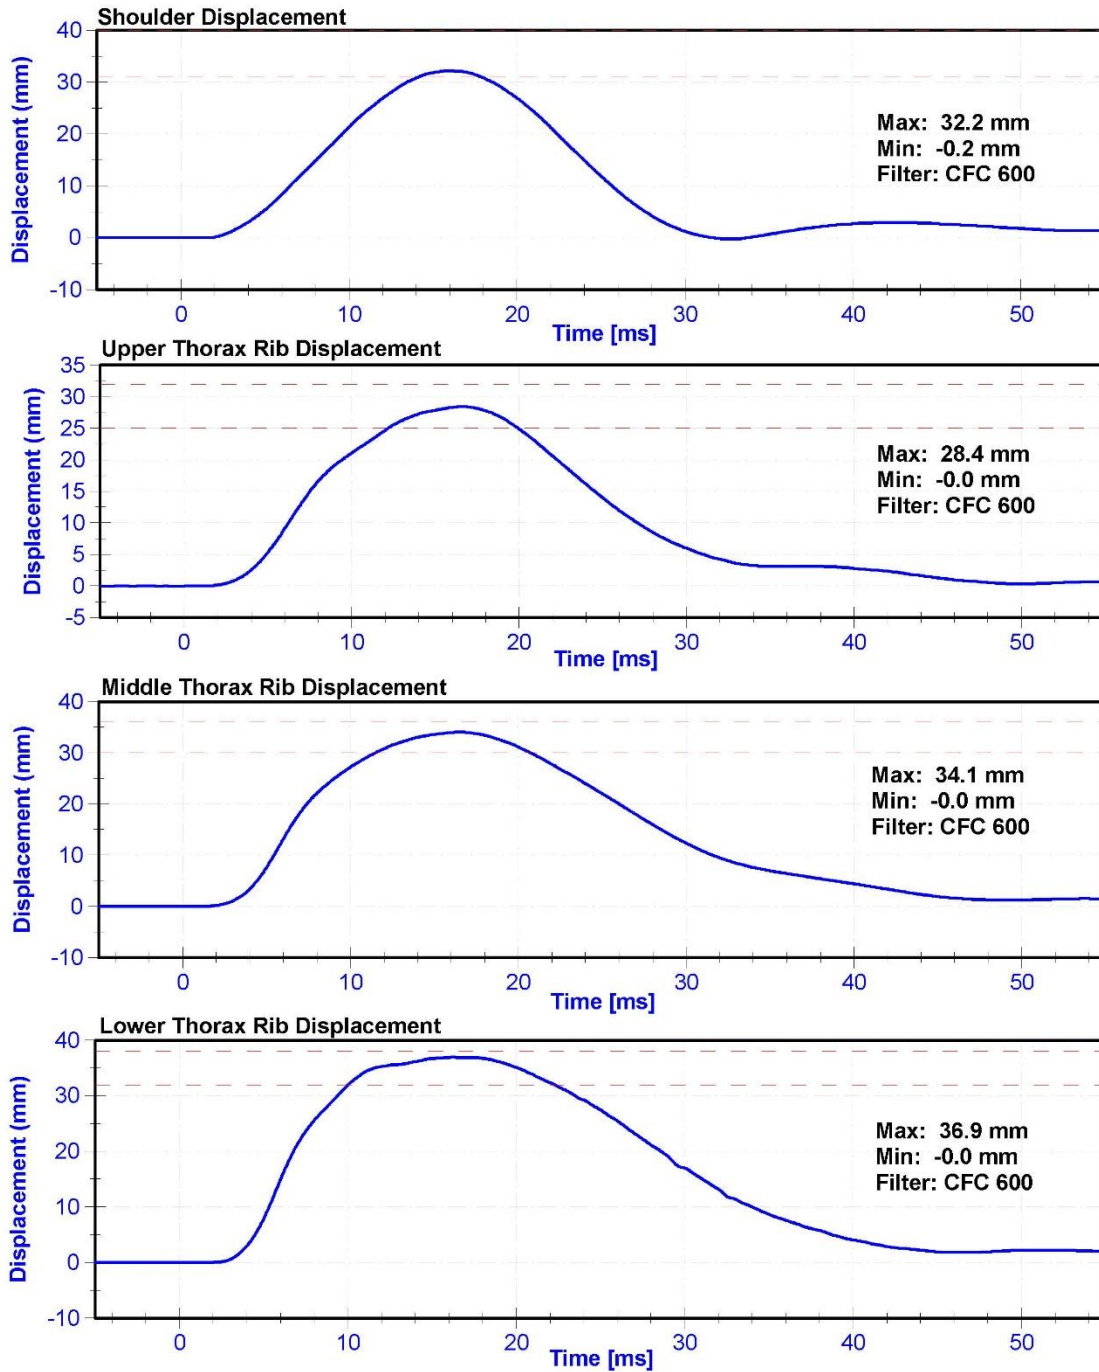 Shoulder Displacement
Displacement (mm)
40
30
20
10
0
-10
Max: 32.2 mm
Min: -0.2 mm
Filter: CFC 600
0 10 20 30 40 50
Time [ms]
Upper Thorax Rib Displacement
Displacement (mm)
35
30
25
20
15
10
5
0
-5
Max: 28.4 mm
Min: -0.0 mm
Filter: CFC 600
0 10 20 30 40 50
Time [ms]
Middle Thorax Rib Displacement
Displacement (mm)
40
30
20
10
0
-10
Max: 34.1 mm
Min: -0.0 mm
Filter: CFC 600
0 10 20 30 40 50
Time [ms]
Lower Thorax Rib Displacement
Displacement (mm)
40
30
20
10
0
-10
Max: 36.9 mm
Min: -0.0 mm
Filter: CFC 600
0 10 20 30 40 50
Time [ms]